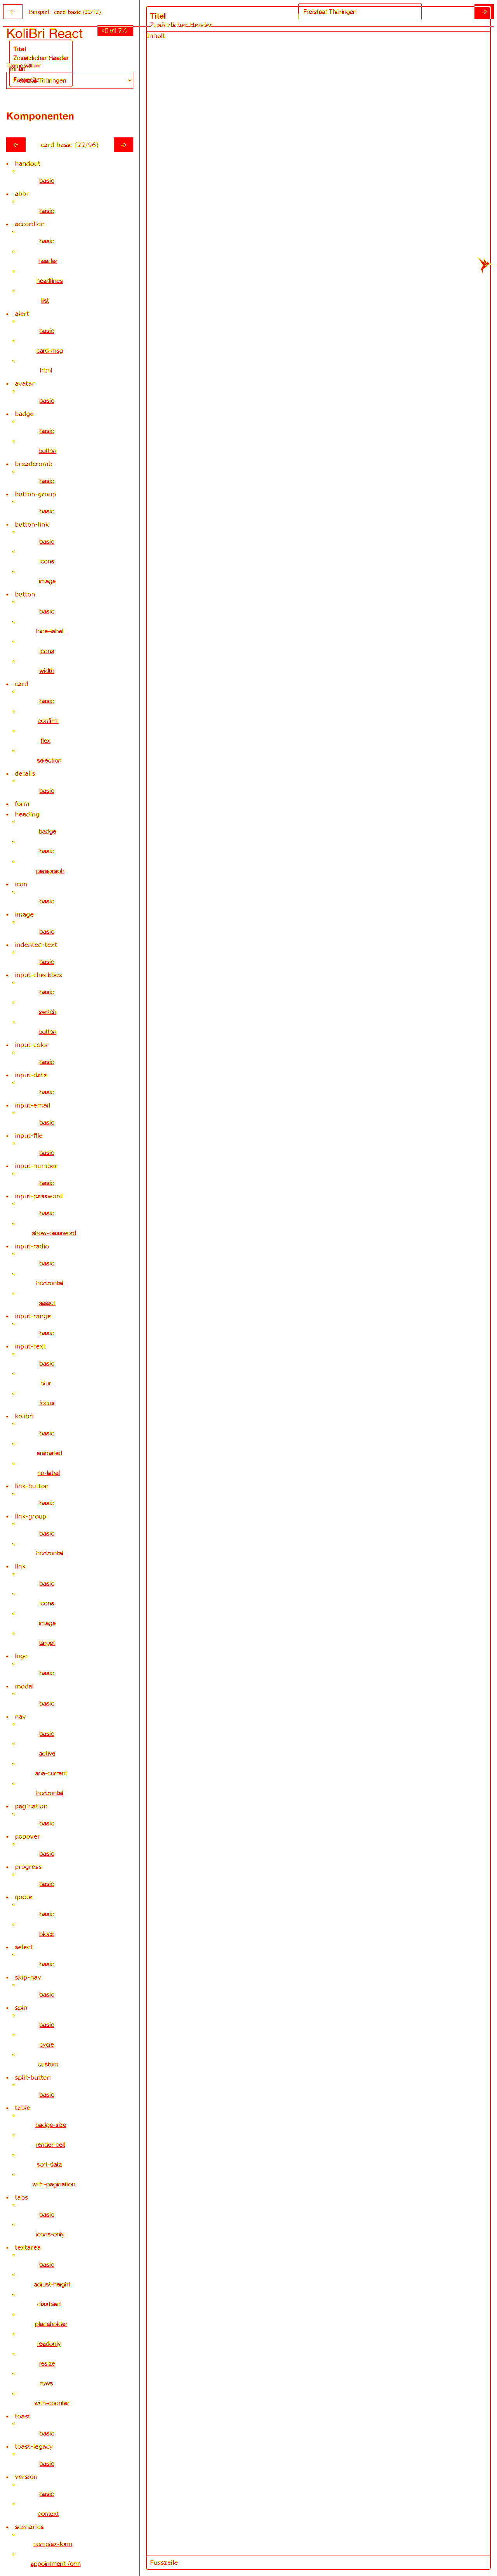 Beispiel: card basic (22/72)
KoliBri React
Titel
Zusätzlicher Header
Inhalt
Fusszeile
Freistaat Thüringen
Komponenten
card basic (22/96)
handout
basic
abbr
basic
accordion
basic
header
headlines
list
alert
basic
card-msg
html
avatar
basic
badge
basic
button
breadcrumb
basic
button-group
basic
button-link
basic
icons
image
button
basic
hide-label
icons
width
card
basic
confirm
flex
selection
details
basic
form
heading
badge
basic
paragraph
icon
basic
image
basic
indented-text
basic
input-checkbox
basic
switch
button
input-color
basic
input-date
basic
input-email
basic
input-file
basic
input-number
basic
input-password
basic
show-password
input-radio
basic
horizontal
select
input-range
basic
input-text
basic
blur
focus
kolibri
basic
animated
no-label
link-button
basic
link-group
basic
horizontal
link
basic
icons
image
target
logo
basic
modal
basic
nav
basic
active
aria-current
horizontal
pagination
basic
popover
basic
progress
basic
quote
basic
block
select
basic
skip-nav
basic
spin
basic
cycle
custom
split-button
basic
table
badge-size
render-cell
sort-data
with-pagination
tabs
basic
icons-only
textarea
basic
adjust-height
disabled
placeholder
readonly
resize
rows
with-counter
toast
basic
toast-legacy
basic
version
basic
context
scenarios
complex-form
appointment-form
Titel
Zusätzlicher Header
Freistaat Thüringen
Inhalt
Fusszeile